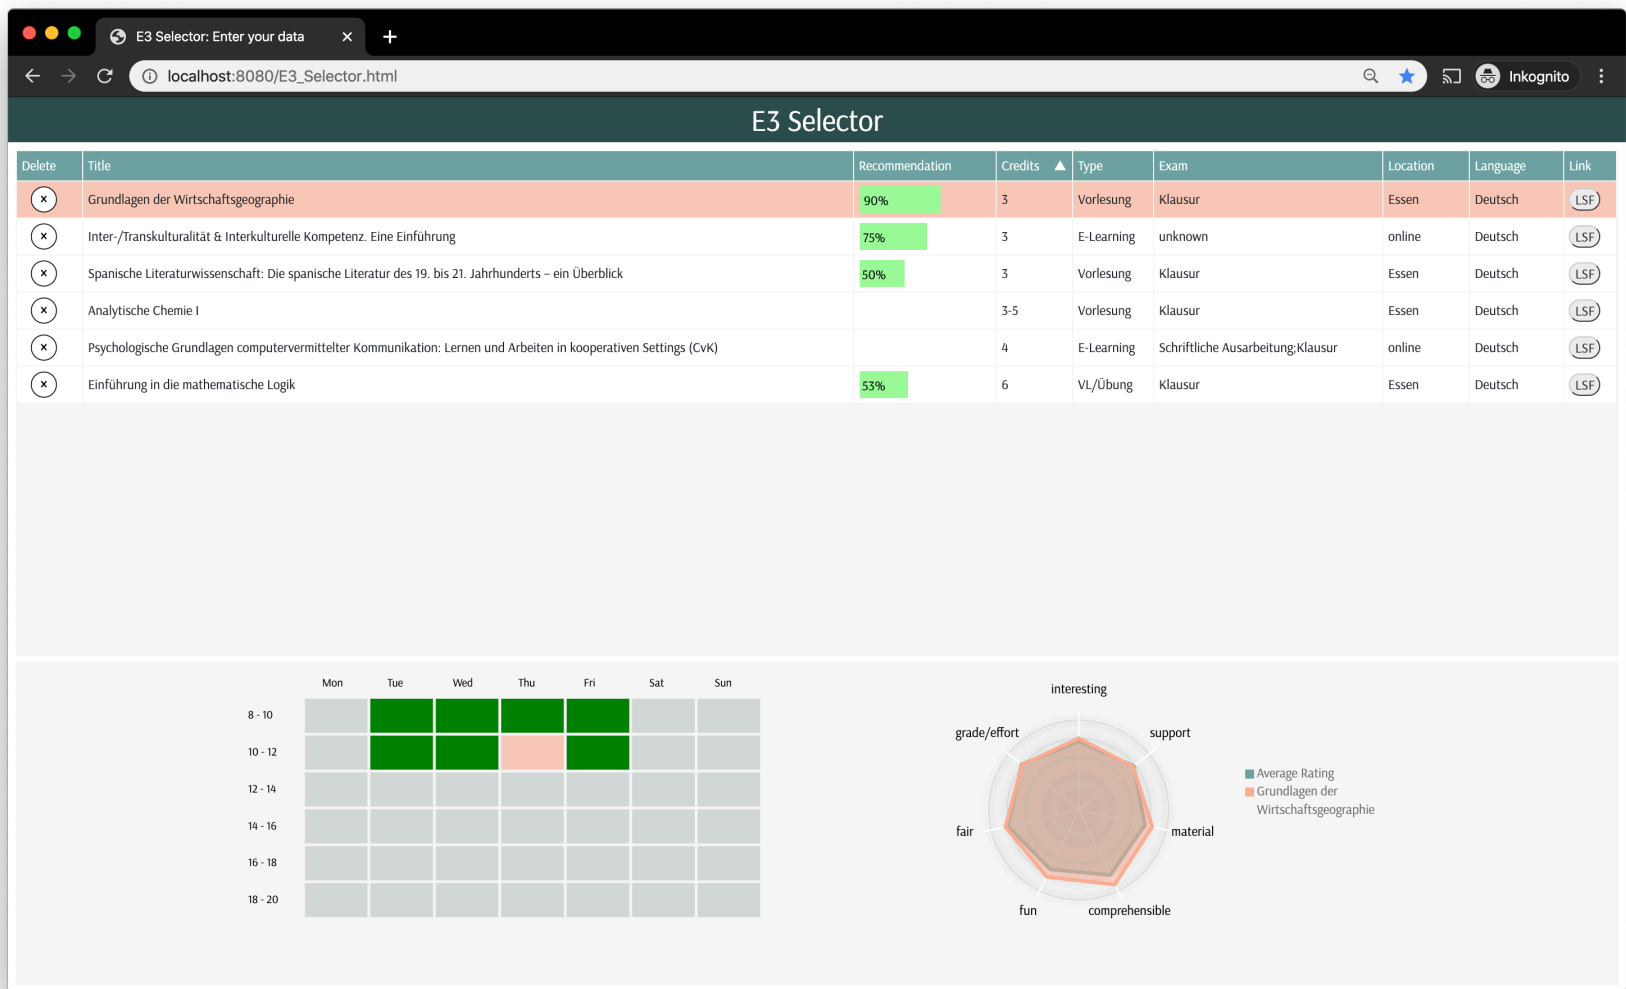 E3 Selector: Enter your data
localhost:8080/E3_Selector.html
Inkognito
E3 Selector
Delete Title Recommendation Credits ▲ Type Exam Location Language Link
x Grundlagen der Wirtschaftsgeographie 90% 3 Vorlesung Klausur Essen Deutsch LSF
x Inter-/Transkulturalität & Interkulturelle Kompetenz. Eine Einführung 75% 3 E-Learning unknown online Deutsch LSF
x Spanische Literaturwissenschaft: Die spanische Literatur des 19. bis 21. Jahrhunderts – ein Überblick 50% 3 Vorlesung Klausur Essen Deutsch LSF
x Analytische Chemie I 3-5 Vorlesung Klausur Essen Deutsch LSF
x Psychologische Grundlagen computervermittelter Kommunikation: Lernen und Arbeiten in kooperativen Settings (CvK) 4 E-Learning Schriftliche Ausarbeitung;Klausur online Deutsch LSF
x Einführung in die mathematische Logik 53% 6 VL/Übung Klausur Essen Deutsch LSF
Mon Tue Wed Thu Fri Sat Sun
8 - 10
10 - 12
12 - 14
14 - 16
16 - 18
18 - 20
interesting
grade/effort support
fair material
fun comprehensible
Average Rating
Grundlagen der
Wirtschaftsgeographie